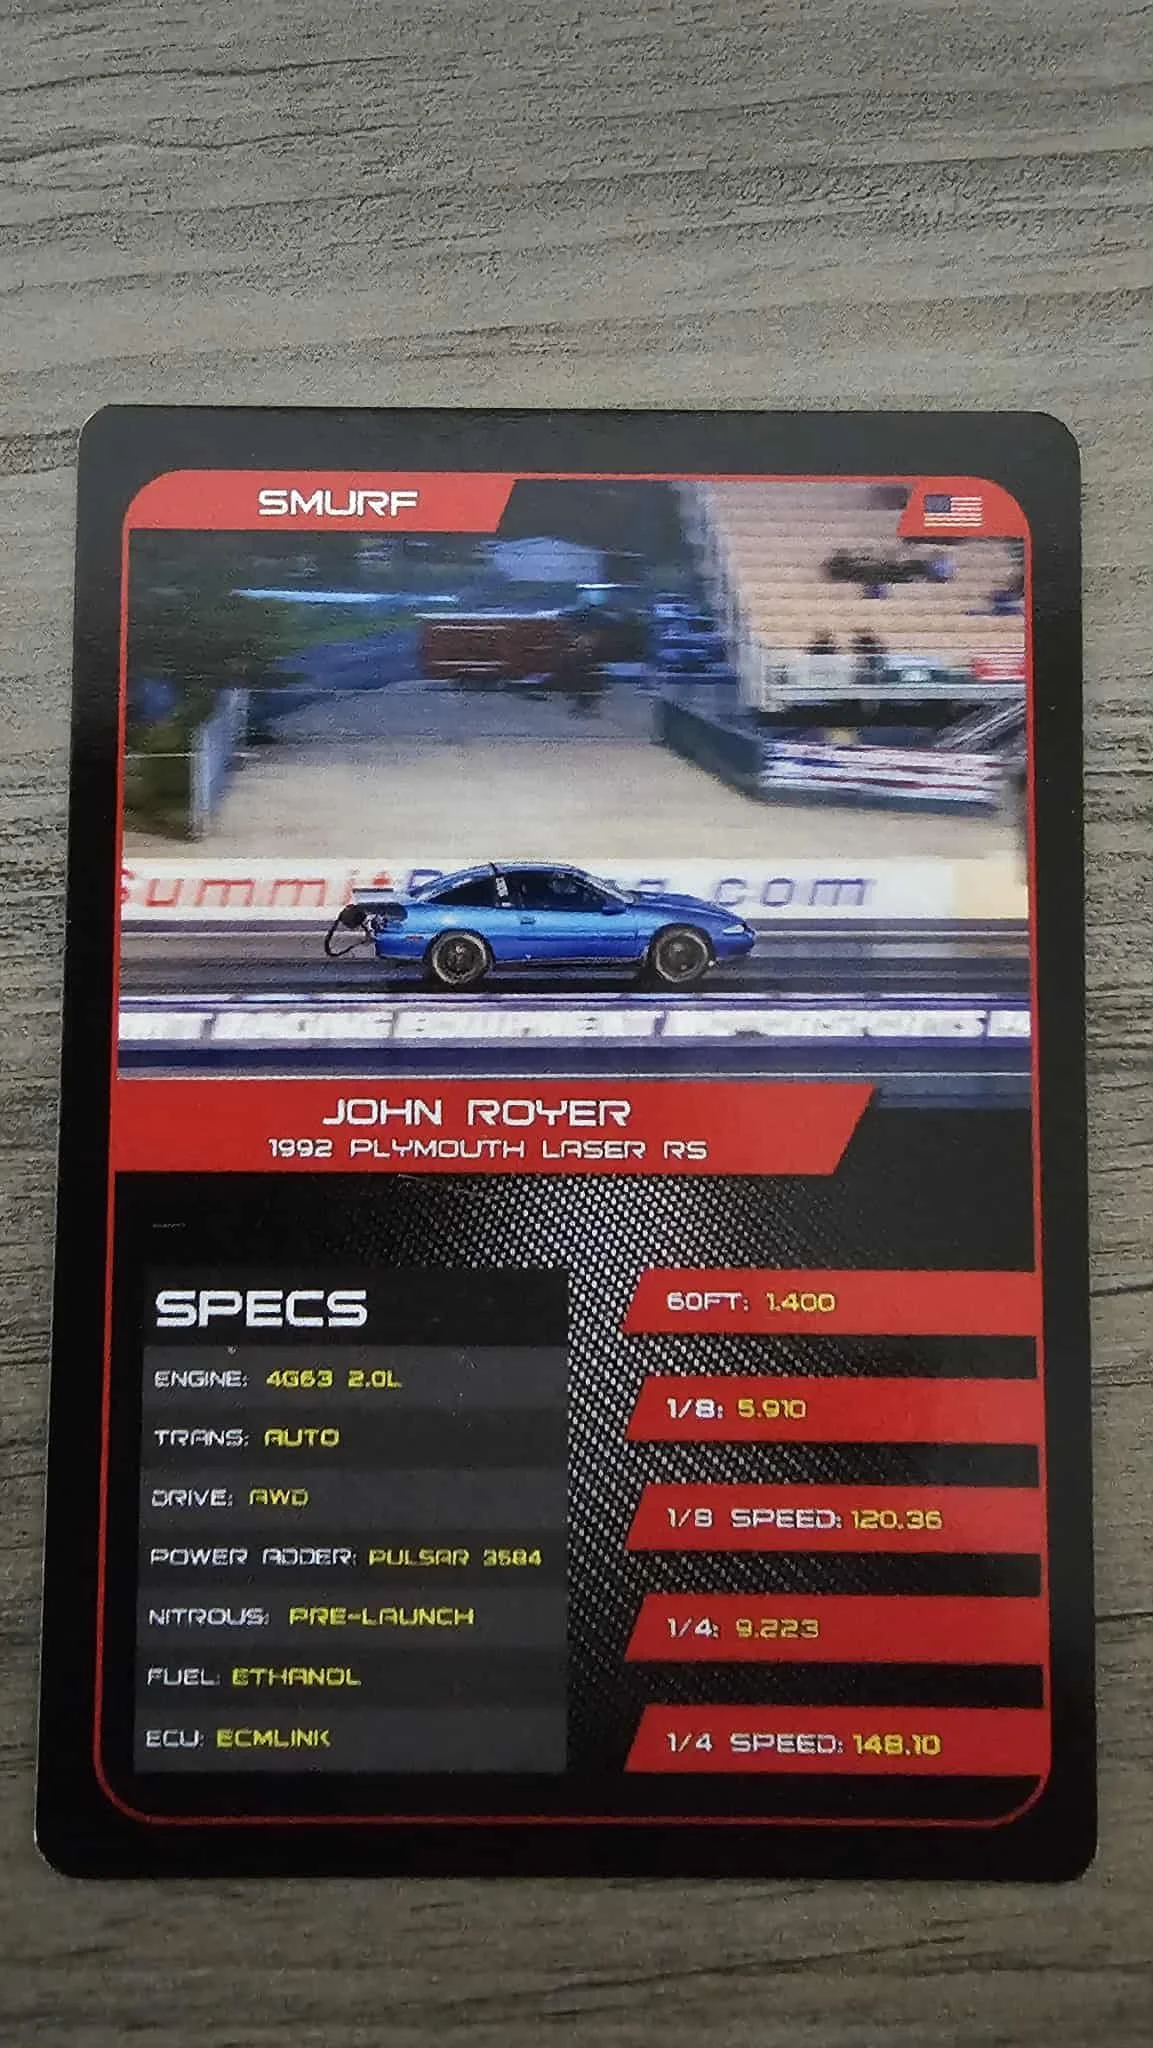 SMURF
Summit
.com
JOHN ROYER
1992 PLYMOUTH LASER RS
SPECS
ENGINE: 4G63 2.0L
TRANS: AUTO
DRIVE: AWD
POWER ADDER: PULSAR 3584
NITROUS: PRE-LAUNCH
FUEL: ETHANOL
ECU: ECMLINK
60FT: 1.400
1/8: 5.910
1/8 SPEED: 120.36
1/4: 9.223
1/4 SPEED: 148.10